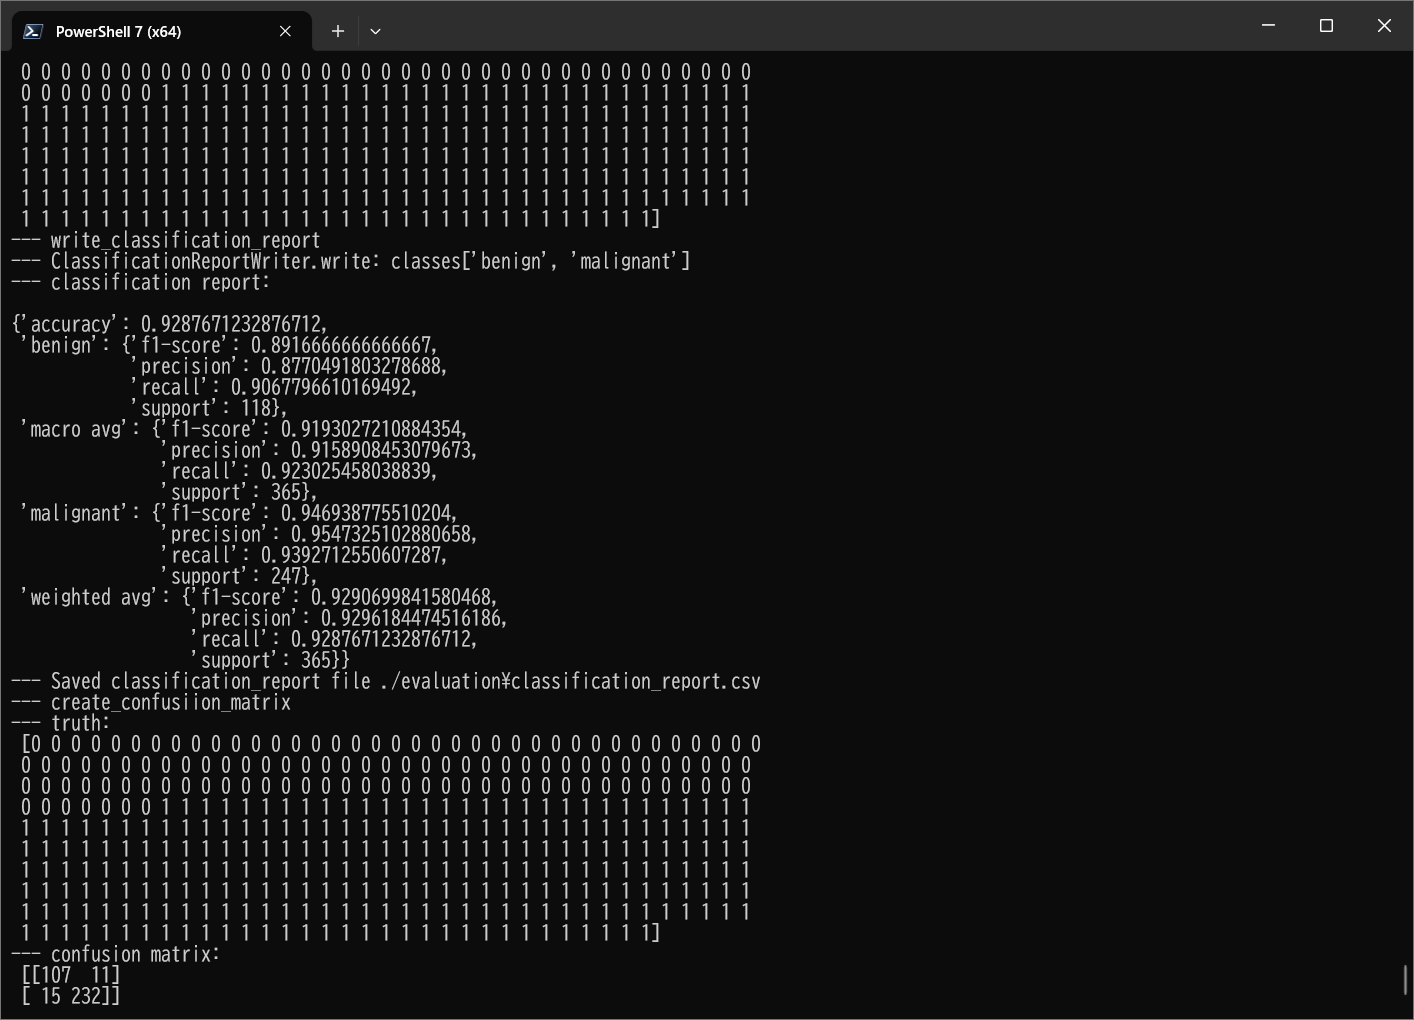 0 0 0 0 0 0 0 0 0 0 0 0 0 0 0 0 0 0 0 0 0 0 0 0 0 0 0 0 0 0 0 0 0 0 0 0 0
0 0 0 0 0 0 0 1 1 1 1 1 1 1 1 1 1 1 1 1 1 1 1 1 1 1 1 1 1 1 1 1 1 1 1 1 1
1 1 1 1 1 1 1 1 1 1 1 1 1 1 1 1 1 1 1 1 1 1 1 1 1 1 1 1 1 1 1 1 1 1 1 1 1
1 1 1 1 1 1 1 1 1 1 1 1 1 1 1 1 1 1 1 1 1 1 1 1 1 1 1 1 1 1 1 1 1 1 1 1 1
1 1 1 1 1 1 1 1 1 1 1 1 1 1 1 1 1 1 1 1 1 1 1 1 1 1 1 1 1 1 1 1 1 1 1 1 1
1 1 1 1 1 1 1 1 1 1 1 1 1 1 1 1 1 1 1 1 1 1 1 1 1 1 1 1 1 1 1 1 1 1 1 1 1
1 1 1 1 1 1 1 1 1 1 1 1 1 1 1 1 1 1 1 1 1 1 1 1 1 1 1 1 1 1 1 1 1 1 1 1 1
1 1 1 1 1 1 1 1 1 1 1 1 1 1 1 1 1 1 1 1 1 1 1 1 1 1 1 1 1 1 1 1]
--- write_classification_report
--- ClassificationReportWriter.write: classes['benign', 'malignant']
--- classification report:
{'accuracy': 0.9287671232876712,
'benign': {'f1-score': 0.8916666666666667,
'precision': 0.8770491803278688,
'recall': 0.9067796610169492,
'support': 118},
'macro avg': {'f1-score': 0.9193027210884354,
'precision': 0.9158908453079673,
'recall': 0.923025458038839,
'support': 365},
'malignant': {'f1-score': 0.946938775510204,
'precision': 0.9547325102880658,
'recall': 0.9392712550607287,
'support': 247},
'weighted avg': {'f1-score': 0.9290699841580468,
'precision': 0.9296184474516186,
'recall': 0.9287671232876712,
'support': 365}}
--- Saved classification_report file ./evaluation¥classification_report.csv
--- create_confusiion_matrix
--- truth:
[0 0 0 0 0 0 0 0 0 0 0 0 0 0 0 0 0 0 0 0 0 0 0 0 0 0 0 0 0 0 0 0 0 0 0 0 0
0 0 0 0 0 0 0 0 0 0 0 0 0 0 0 0 0 0 0 0 0 0 0 0 0 0 0 0 0 0 0 0 0 0 0 0 0
0 0 0 0 0 0 0 0 0 0 0 0 0 0 0 0 0 0 0 0 0 0 0 0 0 0 0 0 0 0 0 0 0 0 0 0 0
0 0 0 0 0 0 0 1 1 1 1 1 1 1 1 1 1 1 1 1 1 1 1 1 1 1 1 1 1 1 1 1 1 1 1 1 1
1 1 1 1 1 1 1 1 1 1 1 1 1 1 1 1 1 1 1 1 1 1 1 1 1 1 1 1 1 1 1 1 1 1 1 1 1
1 1 1 1 1 1 1 1 1 1 1 1 1 1 1 1 1 1 1 1 1 1 1 1 1 1 1 1 1 1 1 1 1 1 1 1 1
1 1 1 1 1 1 1 1 1 1 1 1 1 1 1 1 1 1 1 1 1 1 1 1 1 1 1 1 1 1 1 1 1 1 1 1 1
1 1 1 1 1 1 1 1 1 1 1 1 1 1 1 1 1 1 1 1 1 1 1 1 1 1 1 1 1 1 1 1 1 1 1 1 1
1 1 1 1 1 1 1 1 1 1 1 1 1 1 1 1 1 1 1 1 1 1 1 1 1 1 1 1 1 1 1 1 1 1 1 1 1
1 1 1 1 1 1 1 1 1 1 1 1 1 1 1 1 1 1 1 1 1 1 1 1 1 1 1 1 1 1 1 1]
--- confusion matrix:
[[107  11]
[ 15 232]]
PowerShell 7 (x64)